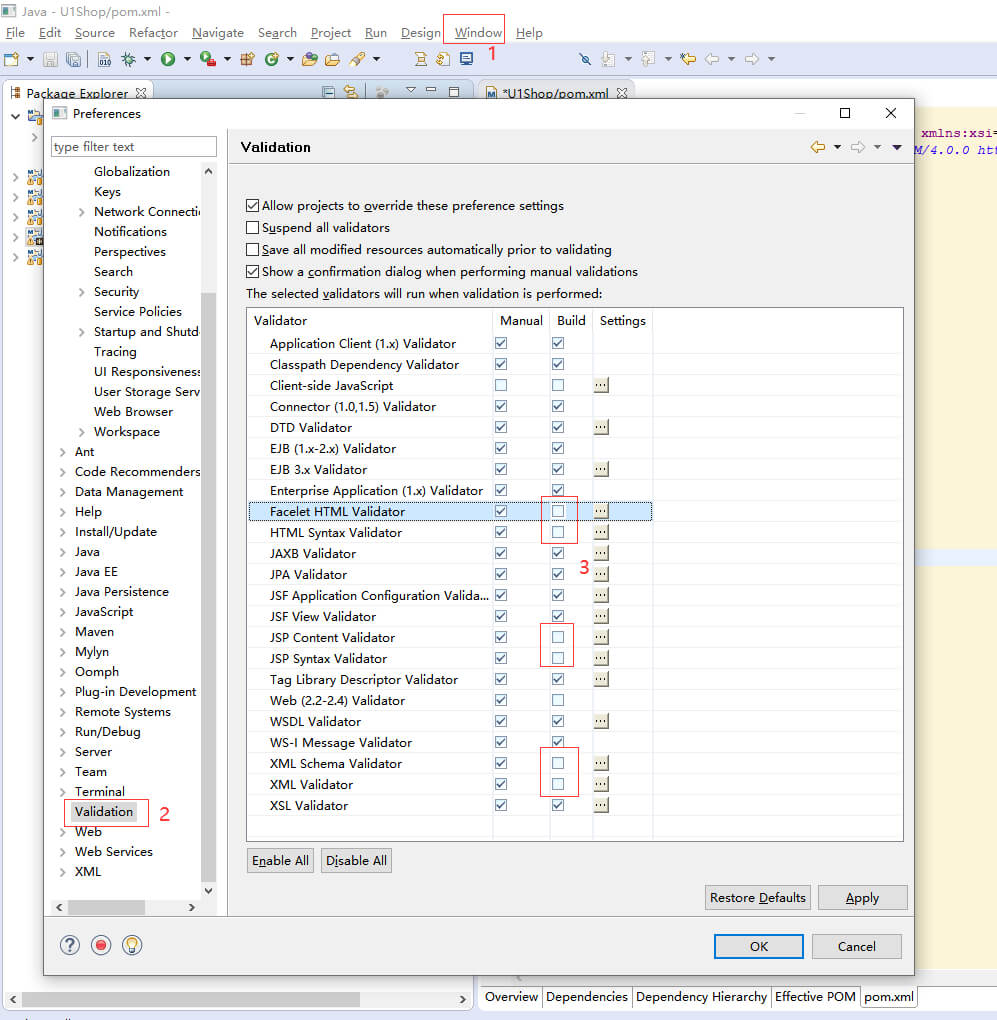 Java - U1Shop/pom.xml -
File Edit Source Refactor Navigate Search Project Run Design Window Help
1
Package Explorer
*U1Shop/pom.xml
Preferences
xmlns:xsi=
M/4.0.0 htt
type filter text
Validation
Globalization
Keys
Network Connecti
Notifications
Perspectives
Search
Security
Service Policies
Startup and Shutd
Tracing
UI Responsiveness
User Storage Serv
Web Browser
Workspace
Ant
Code Recommenders
Data Management
Help
Install/Update
Java
Java EE
Java Persistence
JavaScript
Maven
Mylyn
Oomph
Plug-in Development
Remote Systems
Run/Debug
Server
Team
Terminal
Validation 2
Web
Web Services
XML
Allow projects to override these preference settings
Suspend all validators
Save all modified resources automatically prior to validating
Show a confirmation dialog when performing manual validations
The selected validators will run when validation is performed:
Validator Manual Build Settings
Application Client (1.x) Validator
Classpath Dependency Validator
Client-side JavaScript ...
Connector (1.0,1.5) Validator
DTD Validator ...
EJB (1.x-2.x) Validator
EJB 3.x Validator ...
Enterprise Application (1.x) Validator
Facelet HTML Validator ...
HTML Syntax Validator ...
JAXB Validator ...
3
JPA Validator ...
JSF Application Configuration Valida... ...
JSF View Validator ...
JSP Content Validator ...
JSP Syntax Validator ...
Tag Library Descriptor Validator ...
Web (2.2-2.4) Validator
WSDL Validator ...
WS-I Message Validator
XML Schema Validator ...
XML Validator ...
XSL Validator ...
Enable All Disable All
Restore Defaults Apply
? OK Cancel
Overview Dependencies Dependency Hierarchy Effective POM pom.xml